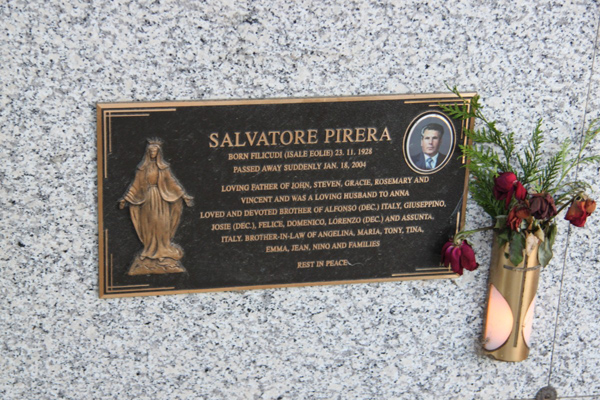 SALVATORE PIRERA
BORN FILICUDI (ISALE EOLIE) 23. 11. 1928
PASSED AWAY SUDDENLY JAN. 18, 2004
LOVING FATHER OF JOHN, STEVEN, GRACIE, ROSEMARY AND
VINCENT AND WAS A LOVING HUSBAND TO ANNA
LOVED AND DEVOTED BROTHER OF ALFONSO (DEC.) ITALY, GIUSEPPINO,
JOSIE (DEC.), FELICE, DOMENICO, LORENZO (DEC.) AND ASSUNTA,
ITALY. BROTHER-IN-LAW OF ANGELINA, MARIA, TONY, TINA,
EMMA, JEAN, NINO AND FAMILIES
REST IN PEACE